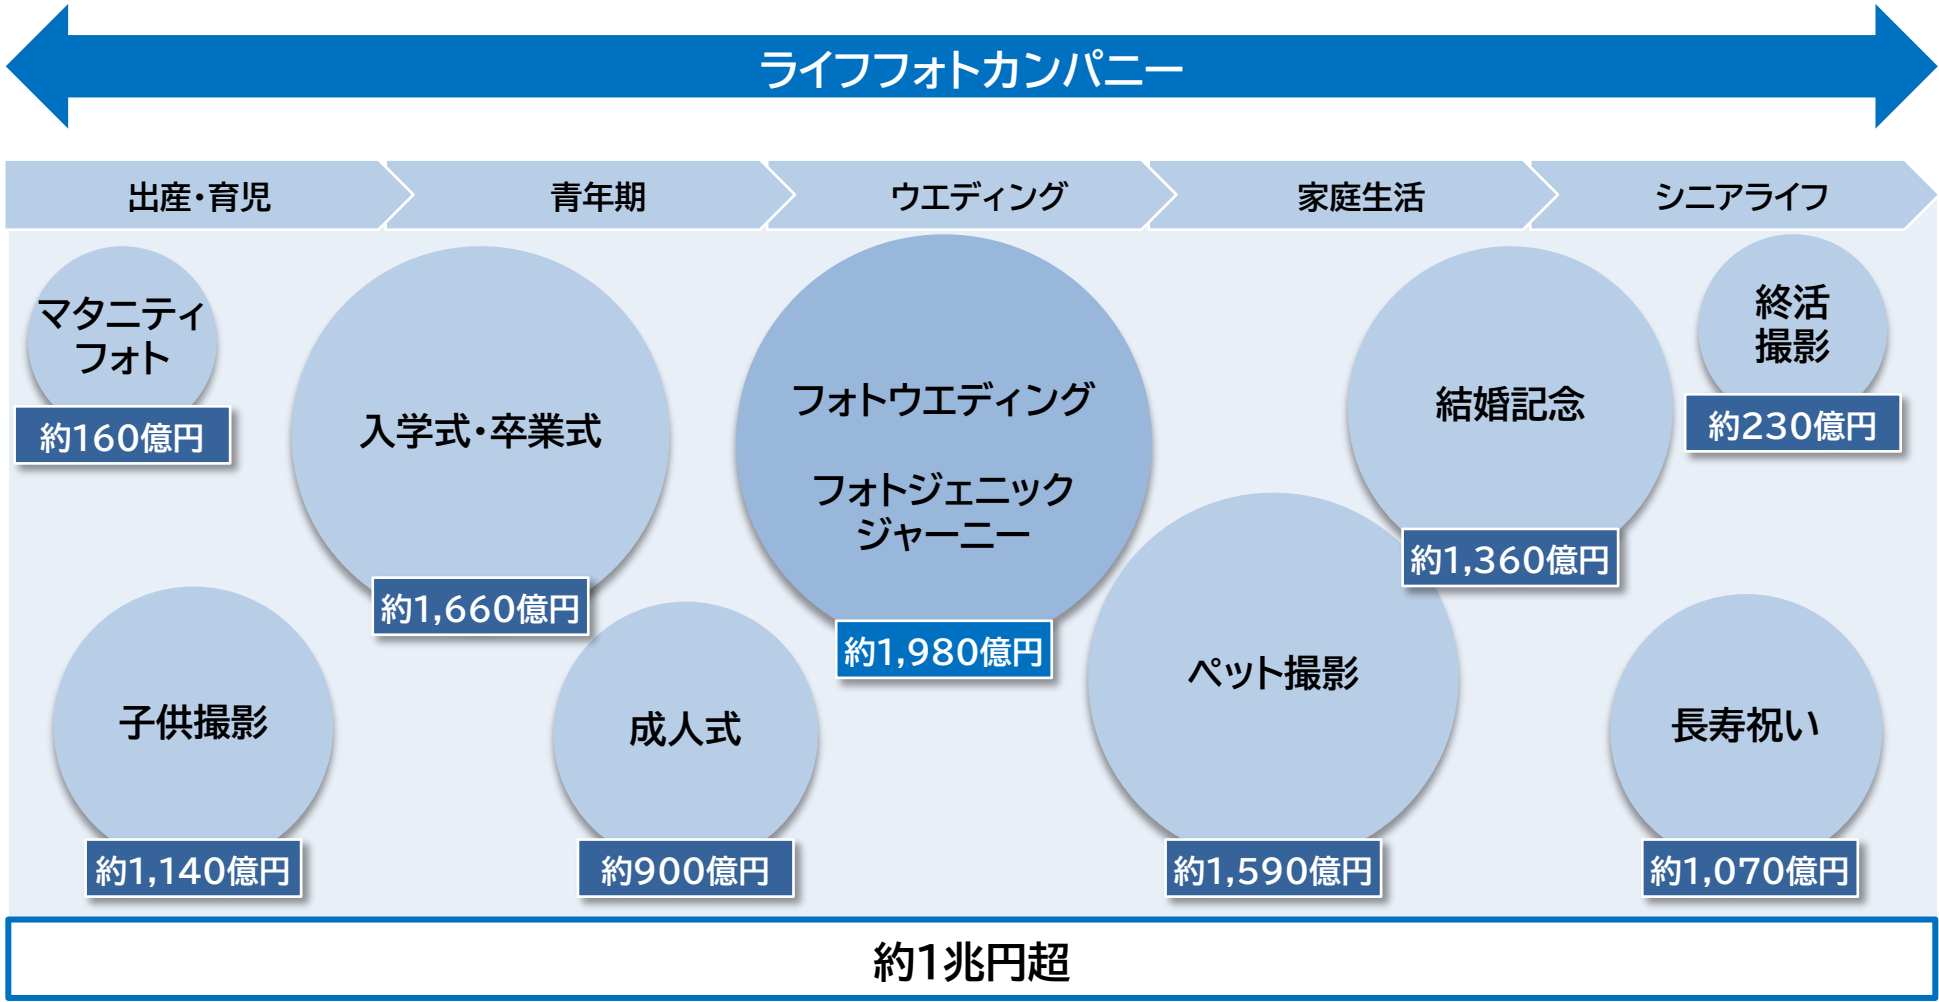 ライフフォトカンパニー
出産・育児
青年期
ウエディング
家庭生活
シニアライフ
マタニティ
フォト
約160億円
子供撮影
約1,140億円
入学式・卒業式
約1,660億円
成人式
約900億円
フォトウエディング
フォトジェニック
ジャーニー
約1,980億円
ペット撮影
約1,590億円
結婚記念
約1,360億円
終活
撮影
約230億円
長寿祝い
約1,070億円
約1兆円超